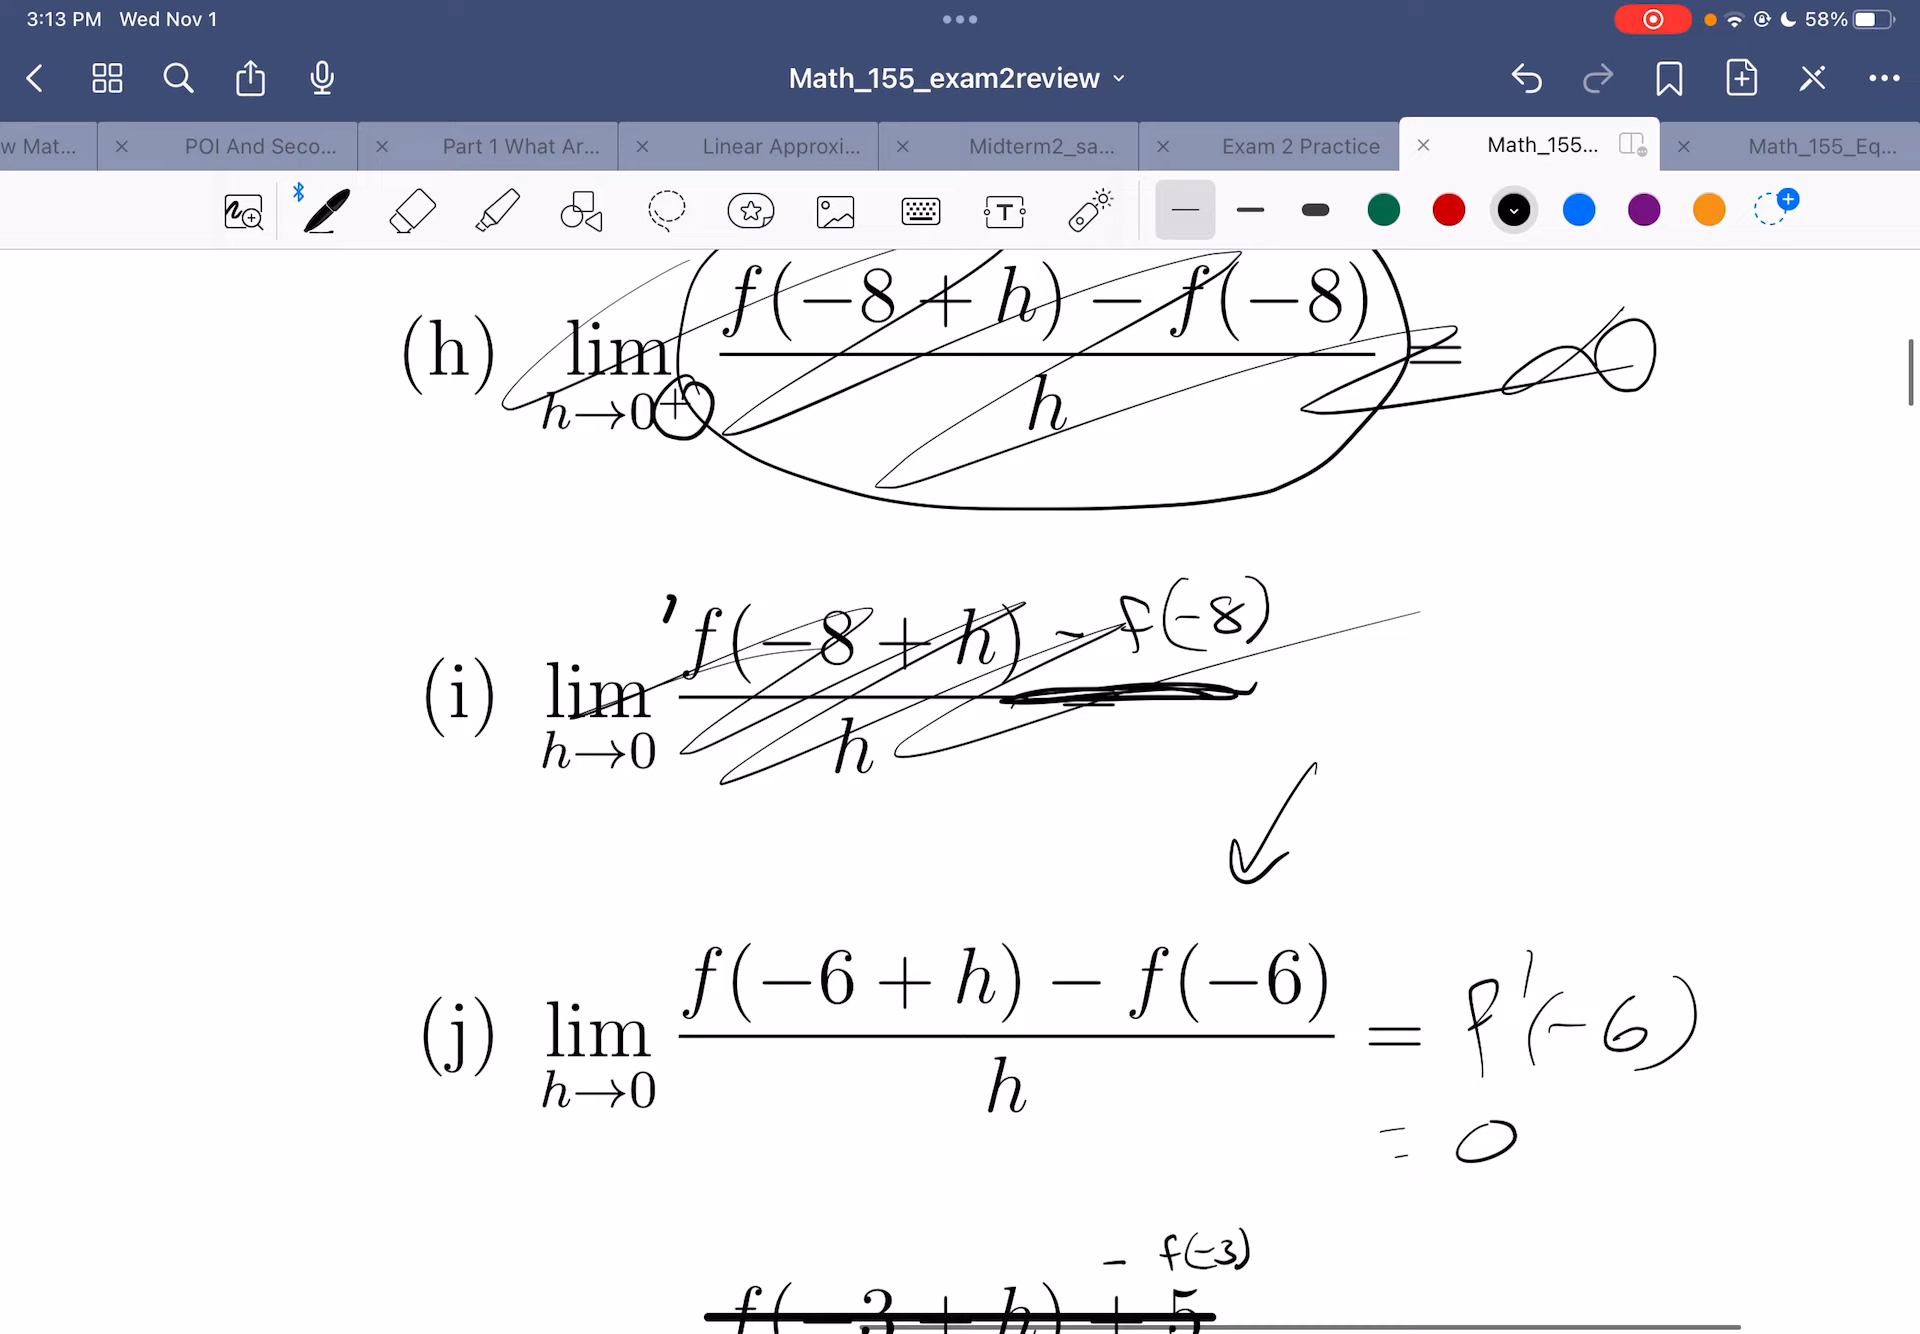 3:13 PM Wed Nov 1
58%
Math_155_exam2review
w Mat...
POI And Seco...
Part 1 What Ar...
Linear Approxi...
Midterm2_sa...
Exam 2 Practice
Math_155...
Math_155_Eq...
(h) lim h→0+ f(−8 + h) − f(−8) / h = ∞
(i) lim h→0 f(−8 + h) - f(-8) / h =
(j) lim h→0 f(−6 + h) − f(−6) / h = f'(-6)
= 0
- f(-3)
f(−3 + h) + 5